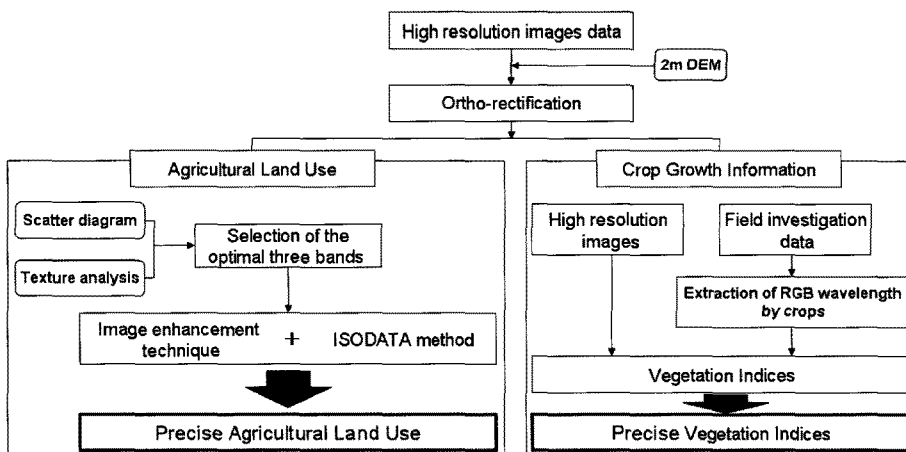 High resolution images data
2m DEM
Ortho-rectification
Agricultural Land Use
Scatter diagram
Texture analysis
Selection of the
optimal three bands
Image enhancement
technique
+
ISODATA method
Precise Agricultural Land Use
Crop Growth Information
High resolution
images
Field investigation
data
Extraction of RGB wavelength
by crops
Vegetation Indices
Precise Vegetation Indices